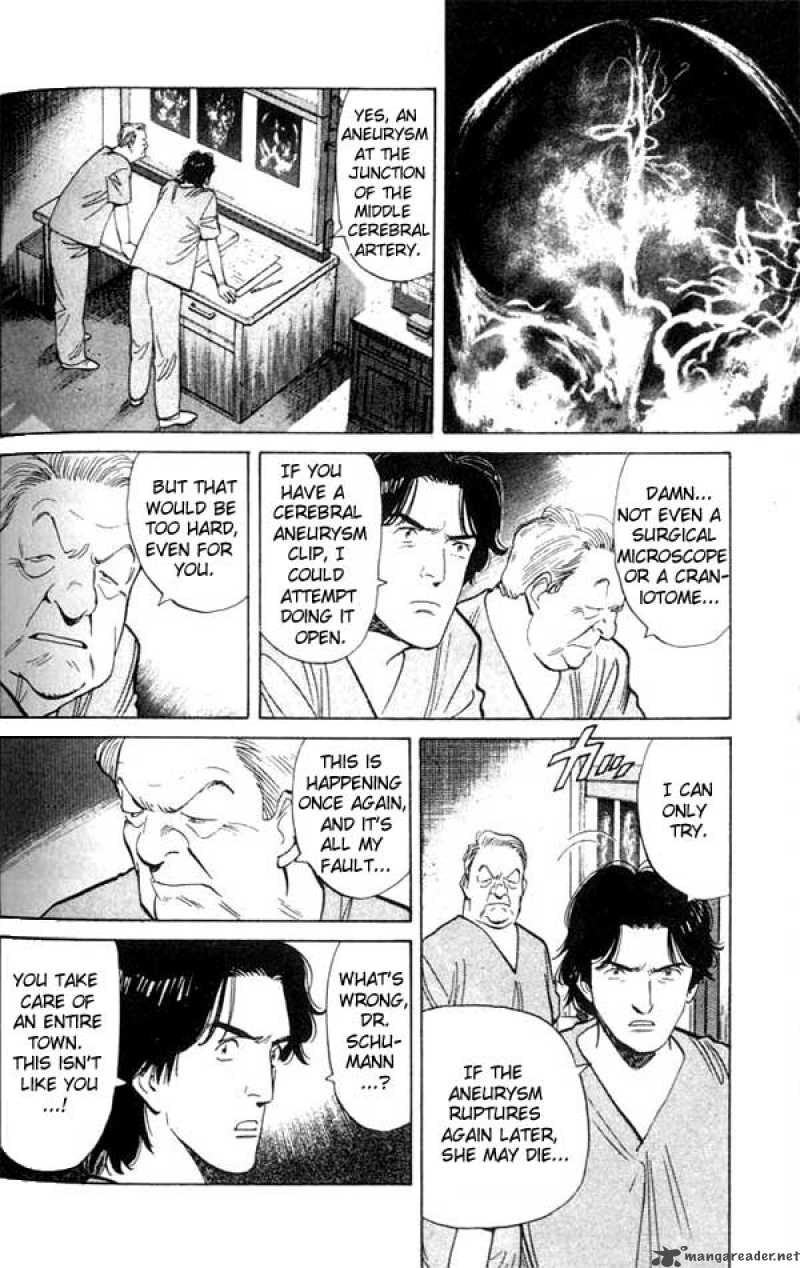 YES, AN
ANEURYSM
AT THE
JUNCTION
OF THE
MIDDLE
CEREBRAL
ARTERY.
DAMN...
NOT EVEN A
SURGICAL
MICROSCOPE
OR A CRAN-
IOTOME...
IF YOU
HAVE A
CEREBRAL
ANEURYSM
CLIP, I
COULD
ATTEMPT
DOING IT
OPEN.
BUT THAT
WOULD BE
TOO HARD,
EVEN FOR
YOU.
I CAN
ONLY
TRY.
ガッ
IF THE
ANEURYSM
RUPTURES
AGAIN LATER,
SHE MAY DIE...
THIS IS
HAPPENING
ONCE AGAIN,
AND IT'S
ALL MY
FAULT...
WHAT'S
WRONG,
DR.
SCHU-
MANN
...?
YOU TAKE
CARE OF
AN ENTIRE
TOWN.
THIS ISN'T
LIKE YOU
...!
mangareader.net